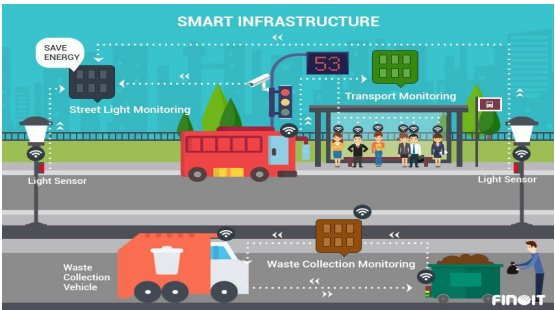 SMART INFRASTRUCTURE
SAVE
ENERGY
53
Street Light Monitoring
Transport Monitoring
Light Sensor
Light Sensor
Waste
Collection
Vehicle
Waste Collection Monitoring
FINOIT